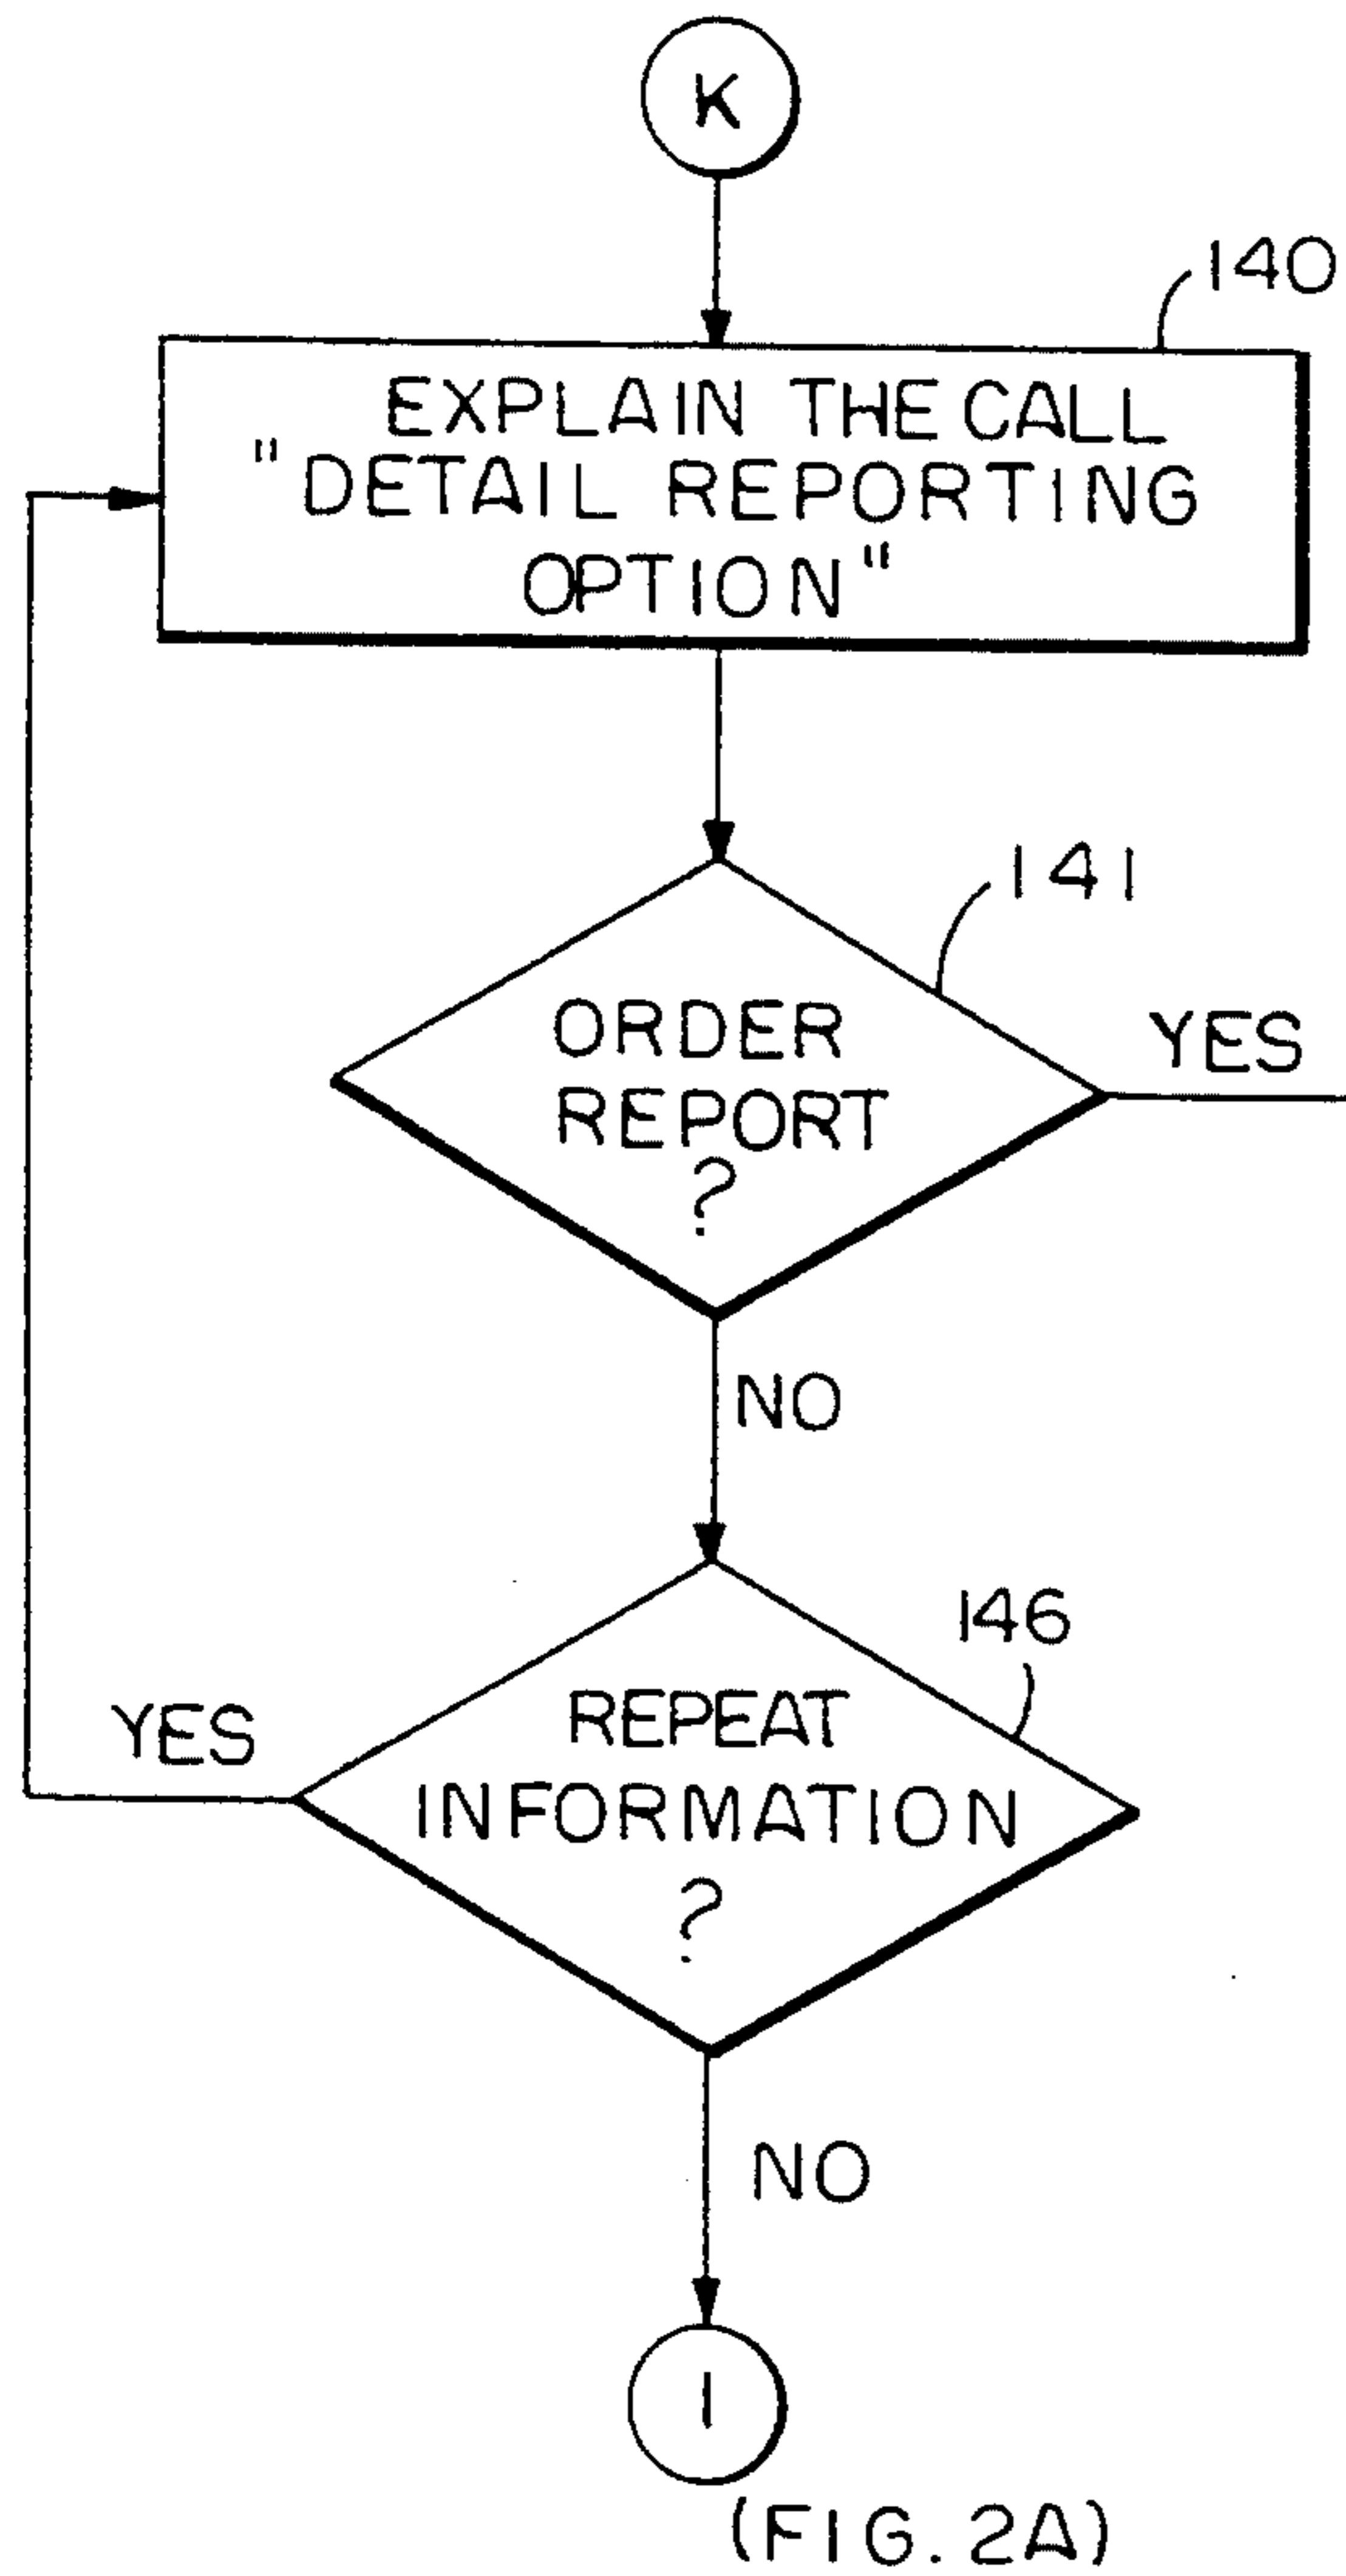 K
140
EXPLAIN THE CALL
"DETAIL REPORTING
OPTION"
141
ORDER
REPORT
?
YES
NO
146
REPEAT
INFORMATION
?
YES
NO
I
(FIG. 2A)